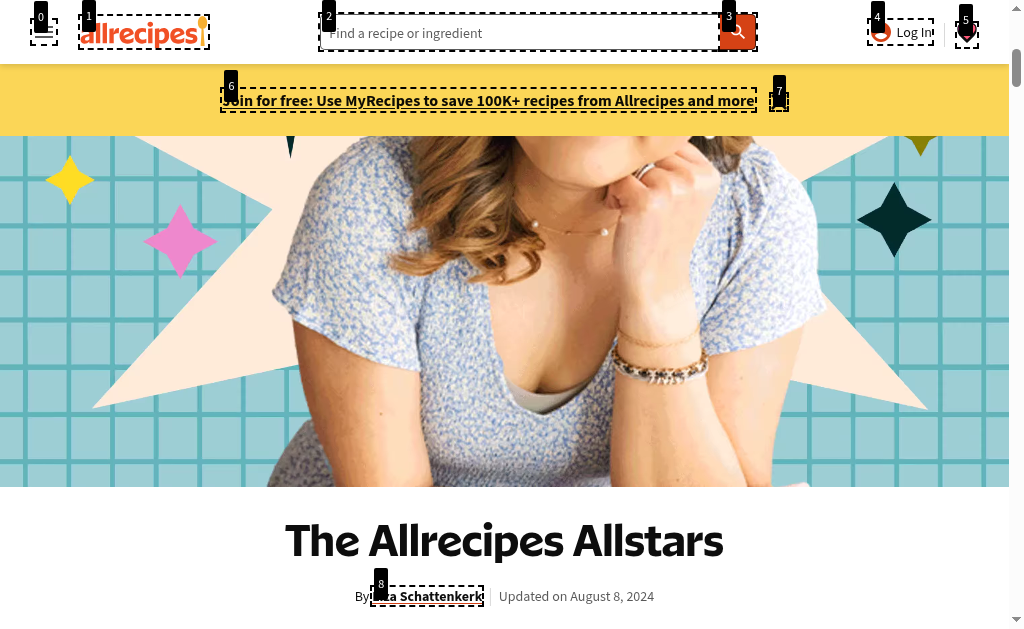 0
1
2
3
4
5
allrecipes
Find a recipe or ingredient
Log In
6
7
Join for free: Use MyRecipes to save 100K+ recipes from Allrecipes and more
The Allrecipes Allstars
8
By Schattenkerk
Updated on August 8, 2024